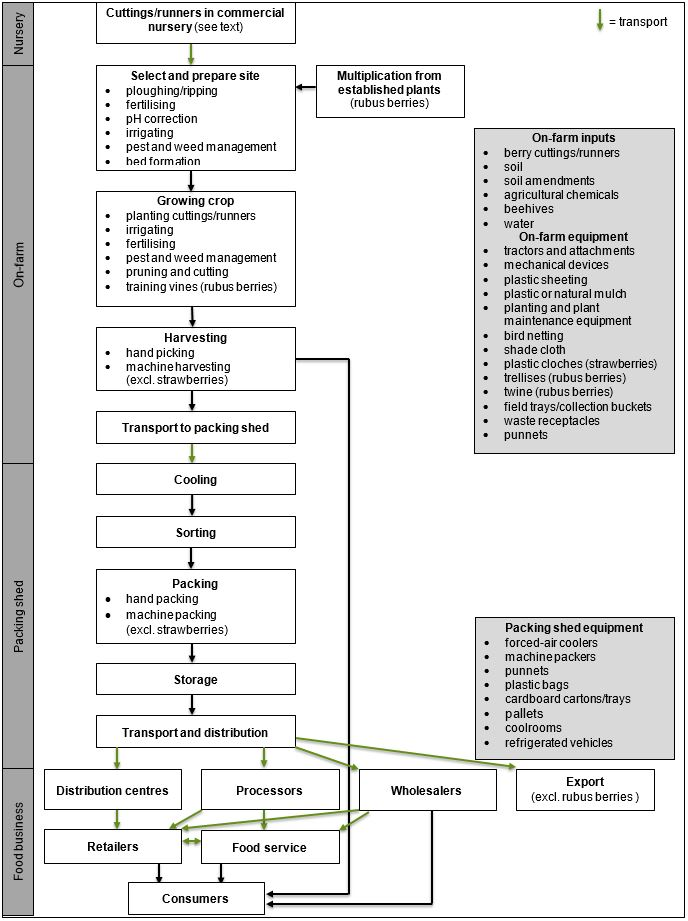 Nursery
Cuttings/runners in commercial
nursery (see text)
= transport
On-farm
Select and prepare site
• ploughing/ripping
• fertilising
• pH correction
• irrigating
• pest and weed management
• bed formation
Multiplication from
established plants
(rubus berries)
Growing crop
• planting cuttings/runners
• irrigating
• fertilising
• pest and weed management
• pruning and cutting
• training vines (rubus berries)
Harvesting
• hand picking
• machine harvesting
(excl. strawberries)
Transport to packing shed
On-farm inputs
• berry cuttings/runners
• soil
• soil amendments
• agricultural chemicals
• beehives
• water
On-farm equipment
• tractors and attachments
• mechanical devices
• plastic sheeting
• plastic or natural mulch
• planting and plant
maintenance equipment
• bird netting
• shade cloth
• plastic cloches (strawberries)
• trellises (rubus berries)
• twine (rubus berries)
• field trays/collection buckets
• waste receptacles
• punnets
Packing shed
Cooling
Sorting
Packing
• hand packing
• machine packing
(excl. strawberries)
Storage
Transport and distribution
Packing shed equipment
• forced-air coolers
• machine packers
• punnets
• plastic bags
• cardboard cartons/trays
• pallets
• coolrooms
• refrigerated vehicles
Food business
Distribution centres
Processors
Wholesalers
Export
(excl. rubus berries )
Retailers
Food service
Consumers